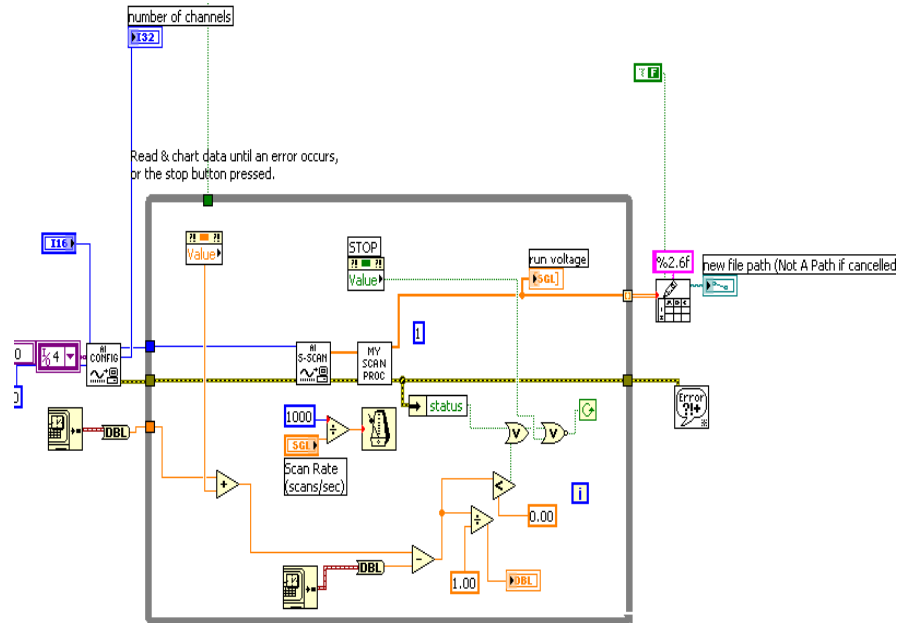 number of channels
I32
T F
Read & chart data until an error occurs,
or the stop button pressed.
?! ?!
Value
I16
STOP
?! ?!
Value
run voltage
SGL]
%2.6f
new file path (Not A Path if cancelled
1
0
I/O 4
AI
CONFIG
AI
S-SCAN
MY
SCAN
PROC
0
status
Error
?!+
1000
DBL
SGL
÷
V
V
Scan Rate
(scans/sec)
+
<
i
÷
0.00
-
DBL
1.00
DBL